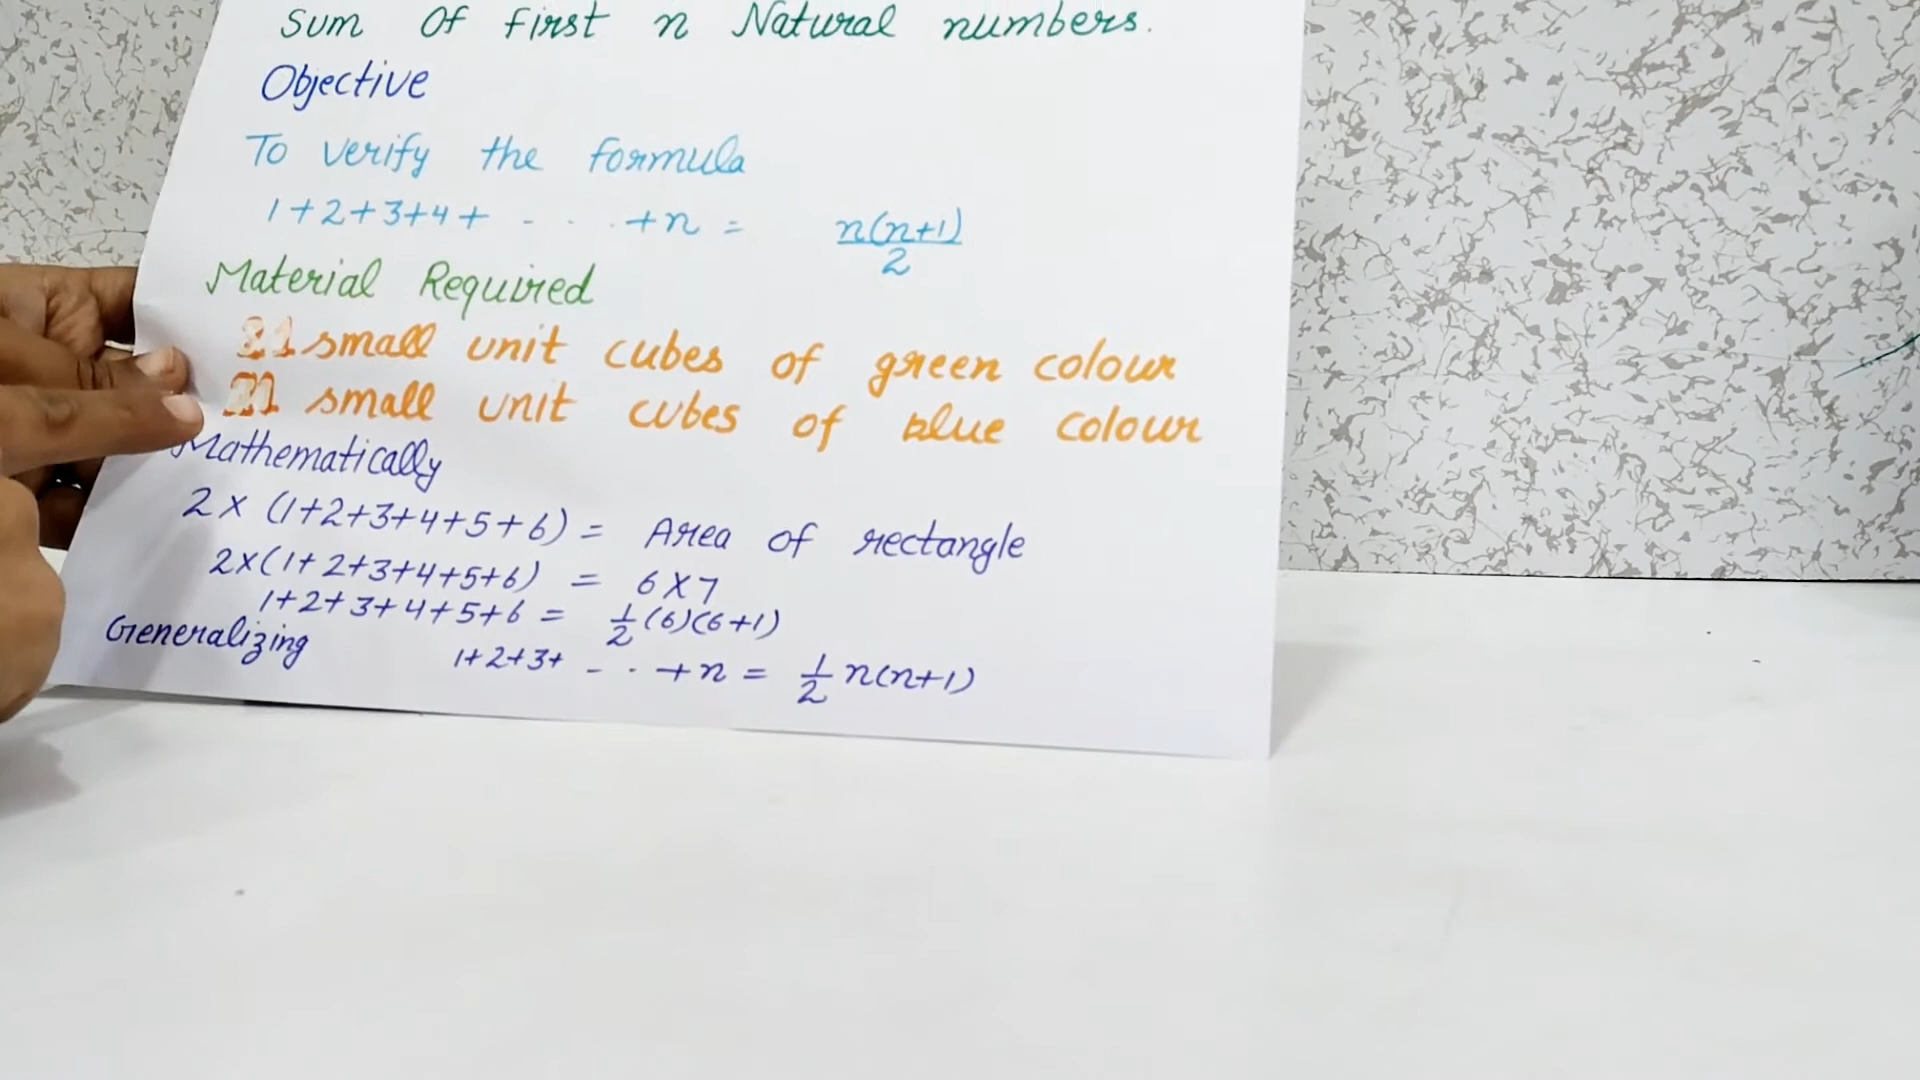 Sum of first n Natural numbers.
Objective
To verify the formula
1+2+3+4+ - - . +n = n(n+1)/2
Material Required
21 small unit cubes of green colour
21 small unit cubes of blue colour
Mathematically
2 × (1+2+3+4+5+6) = Area of rectangle
2×(1+2+3+4+5+6) = 6×7
1+2+3+4+5+6 = 1/2 (6)(6+1)
Generalizing 1+2+3+ - . . +n = 1/2 n(n+1)